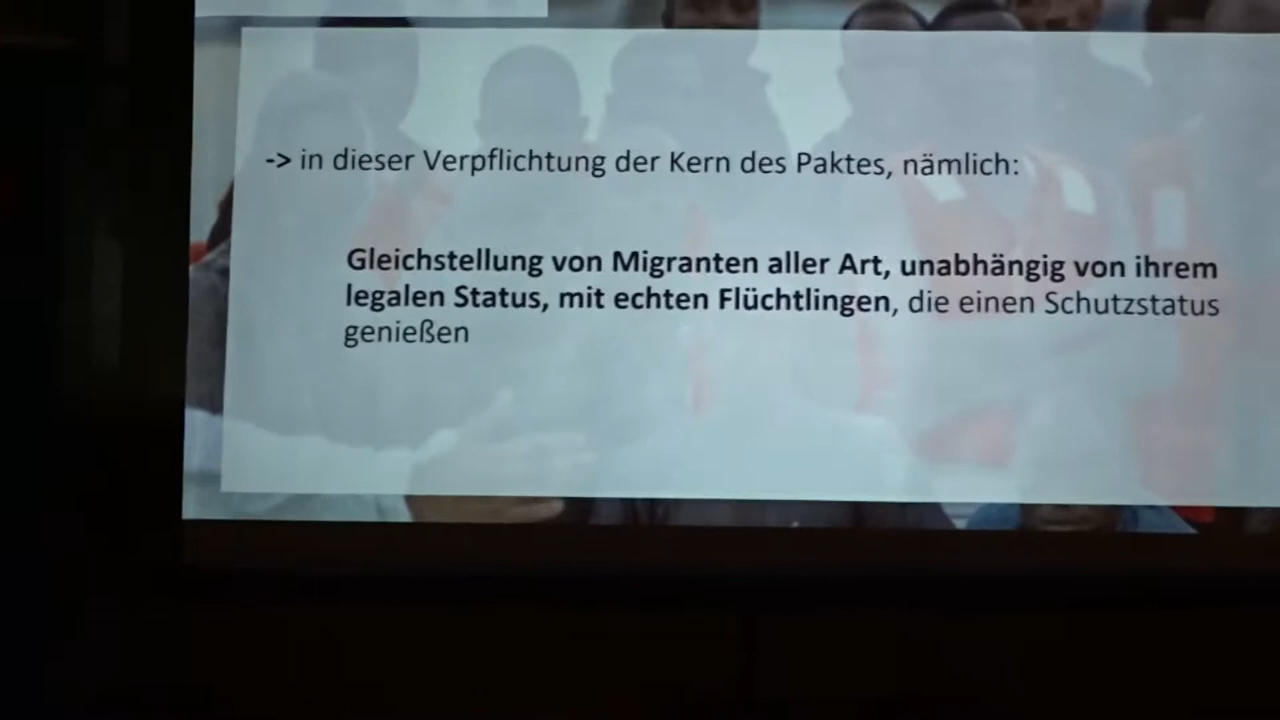 -> in dieser Verpflichtung der Kern des Paktes, nämlich:
Gleichstellung von Migranten aller Art, unabhängig von ihrem
legalen Status, mit echten Flüchtlingen, die einen Schutzstatus
genießen